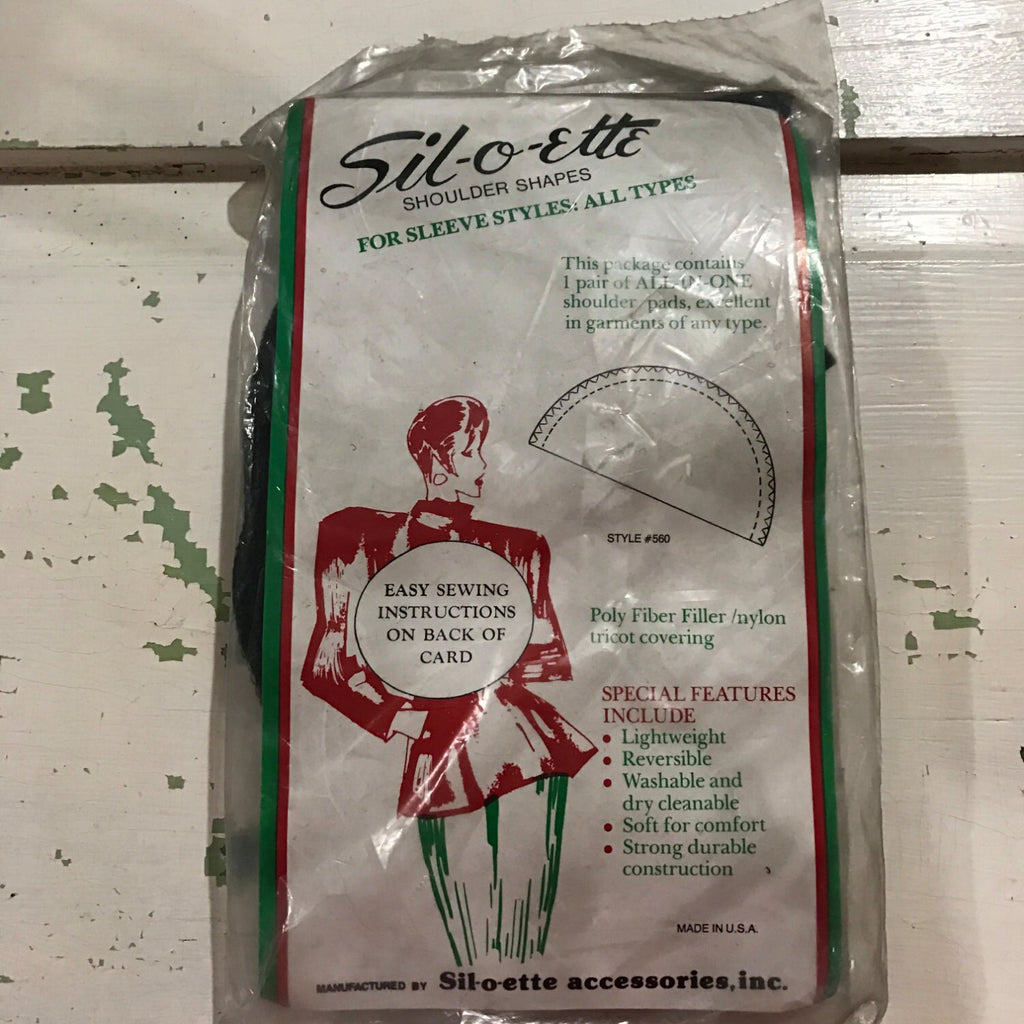 Sil-o-Ette
SHOULDER SHAPES
FOR SLEEVE STYLES: ALL TYPES
This package contains
1 pair of ALL-IN-ONE
shoulder pads, excellent
in garments of any type.
STYLE #560
EASY SEWING
INSTRUCTIONS
ON BACK OF
CARD
Poly Fiber Filler /nylon
tricot covering
SPECIAL FEATURES
INCLUDE
• Lightweight
• Reversible
• Washable and
dry cleanable
• Soft for comfort
• Strong durable
construction
MADE IN U.S.A.
MANUFACTURED BY Sil-o-ette accessories, inc.